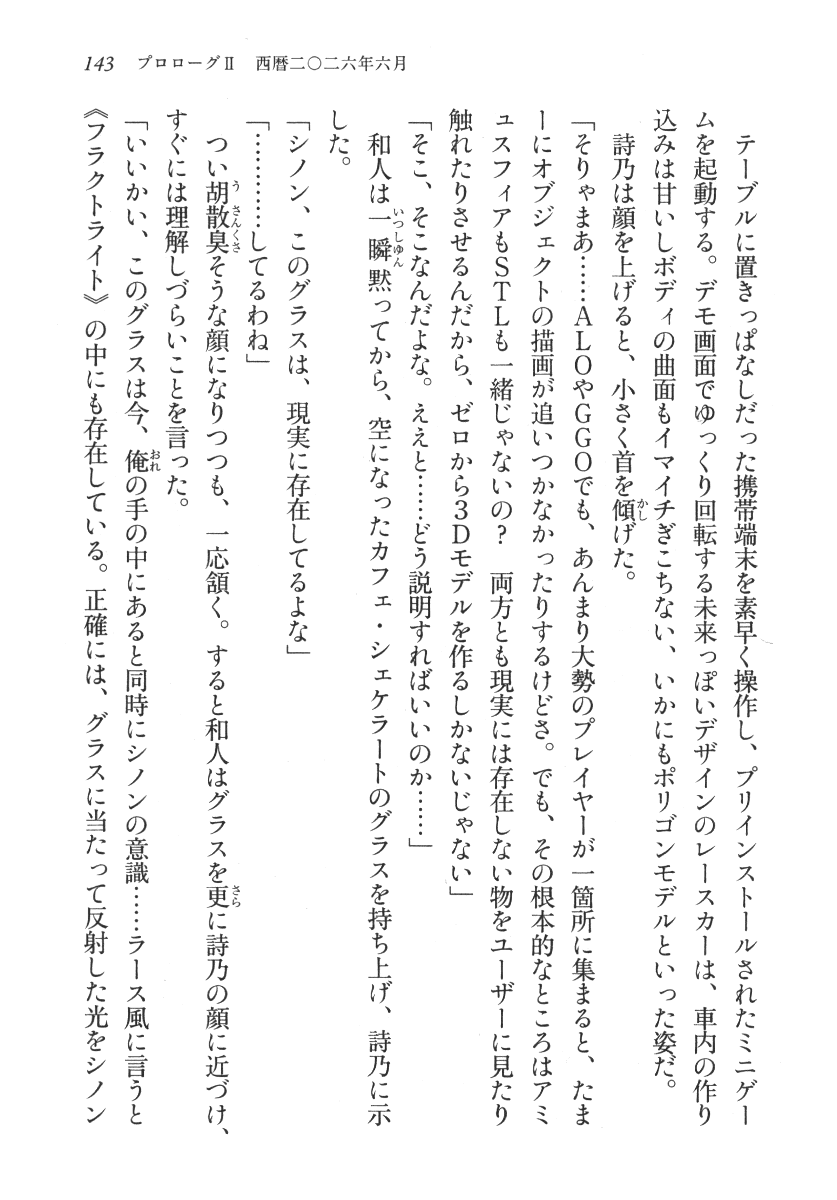 143　プロローグⅡ　西暦二〇二六年六月
　テーブルに置きっぱなしだった携帯端末を素早く操作し、プリインストールされたミニゲー
ムを起動する。デモ画面でゆっくり回転する未来っぽいデザインのレースカーは、車内の作り
込みは甘いしボディの曲面もイマイチぎこちない、いかにもポリゴンモデルといった姿だ。
　詩乃は顔を上げると、小さく首を傾げた。
「そりゃまあ……ＡＬＯやＧＧＯでも、あんまり大勢のプレイヤーが一箇所に集まると、たま
ーにオブジェクトの描画が追いつかなかったりするけどさ。でも、その根本的なところはアミ
ュスフィアもＳＴＬも一緒じゃないの？　両方とも現実には存在しない物をユーザーに見たり
触れたりさせるんだから、ゼロから３Ｄモデルを作るしかないじゃない」
「そこ、そこなんだよな。ええと……どう説明すればいいのか……」
　和人は一瞬黙ってから、空になったカフェ・シェケラートのグラスを持ち上げ、詩乃に示
した。
「シノン、このグラスは、現実に存在してるよな」
「…………してるわね」
　つい胡散臭そうな顔になりつつも、一応頷く。すると和人はグラスを更に詩乃の顔に近づけ、
すぐには理解しづらいことを言った。
「いいかい、このグラスは今、俺の手の中にあると同時にシノンの意識……ラース風に言うと
《フラクトライト》の中にも存在している。正確には、グラスに当たって反射した光をシノン